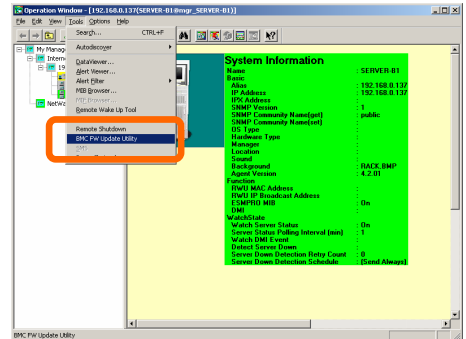 Operation Window - [192.168.0.137(SERVER-B1)@mgr_SERVER-B1)]
File Edit View Tools Options Help
Search... CTRL+F
Autodiscover
DataViewer...
Alert Viewer...
Alert Filter
MIB Browser...
Remote Wake Up Tool
Remote Shutdown
BMC FW Update Utility
My Manag
Intern
19
NetWa
System Information
Name : SERVER-B1
Basic
Alias : 192.168.0.137
IP Address : 192.168.0.137
IPX Address :
SNMP Version : 1
SNMP Community Name(get) : public
SNMP Community Name(set) :
OS Type :
Hardware Type :
Manager :
Location :
Sound :
Background : RACK.BMP
Agent Version : 4.2.01
Function
RWU MAC Address :
RWU IP Broadcast Address :
ESMPRO MIB : On
DMI :
WatchState
Watch Server Status : On
Server Status Polling Interval (min) : 1
Watch DMI Event :
Detect Server Down :
Server Down Detection Retry Count : 0
Server Down Detection Schedule : (Send Always)
BMC FW Update Utility